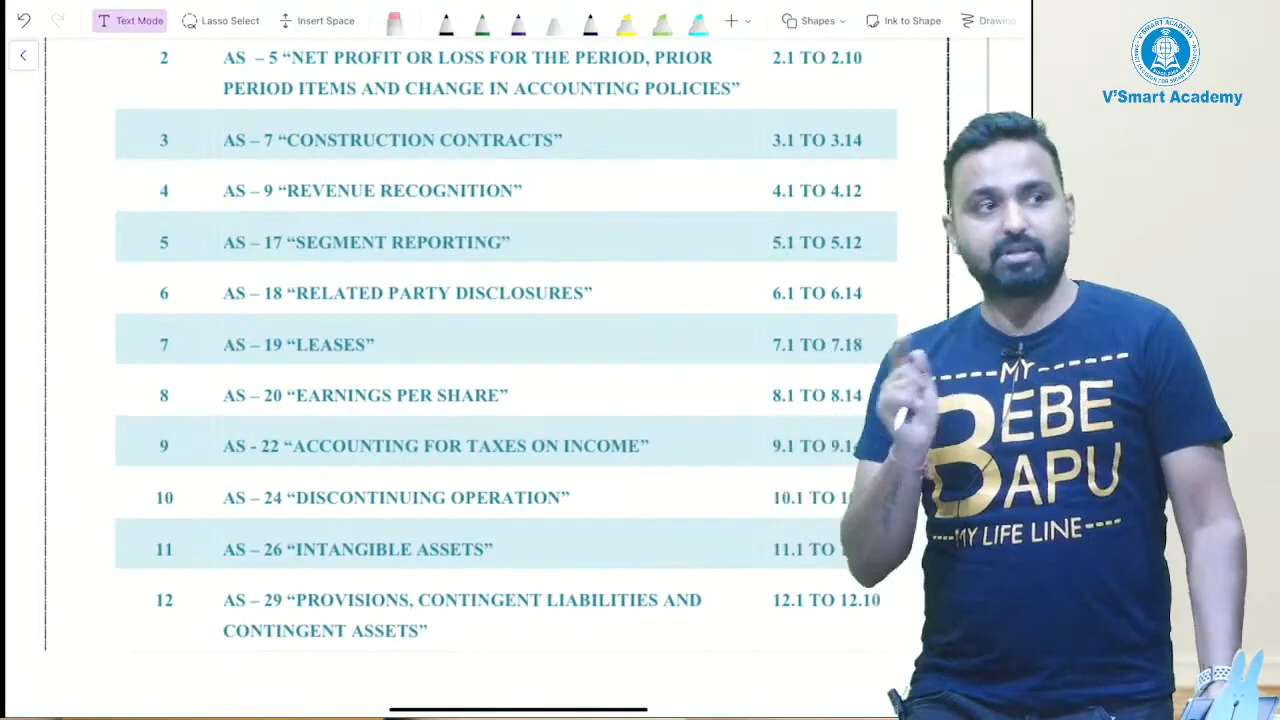 Text Mode Lasso Select Insert Space Shapes Ink to Shape Drawing
V'SMART ACADEMY
V'Smart Academy
2 AS – 5 “NET PROFIT OR LOSS FOR THE PERIOD, PRIOR 2.1 TO 2.10
PERIOD ITEMS AND CHANGE IN ACCOUNTING POLICIES”
3 AS – 7 “CONSTRUCTION CONTRACTS” 3.1 TO 3.14
4 AS – 9 “REVENUE RECOGNITION” 4.1 TO 4.12
5 AS – 17 “SEGMENT REPORTING” 5.1 TO 5.12
6 AS – 18 “RELATED PARTY DISCLOSURES” 6.1 TO 6.14
7 AS – 19 “LEASES” 7.1 TO 7.18
8 AS – 20 “EARNINGS PER SHARE” 8.1 TO 8.14
9 AS - 22 “ACCOUNTING FOR TAXES ON INCOME” 9.1 TO
10 AS – 24 “DISCONTINUING OPERATION” 10.1 TO
11 AS – 26 “INTANGIBLE ASSETS” 11.1 TO
12 AS – 29 “PROVISIONS, CONTINGENT LIABILITIES AND 12.1 TO 12.10
CONTINGENT ASSETS”
MY
BEBE
BAPU
MY LIFE LINE